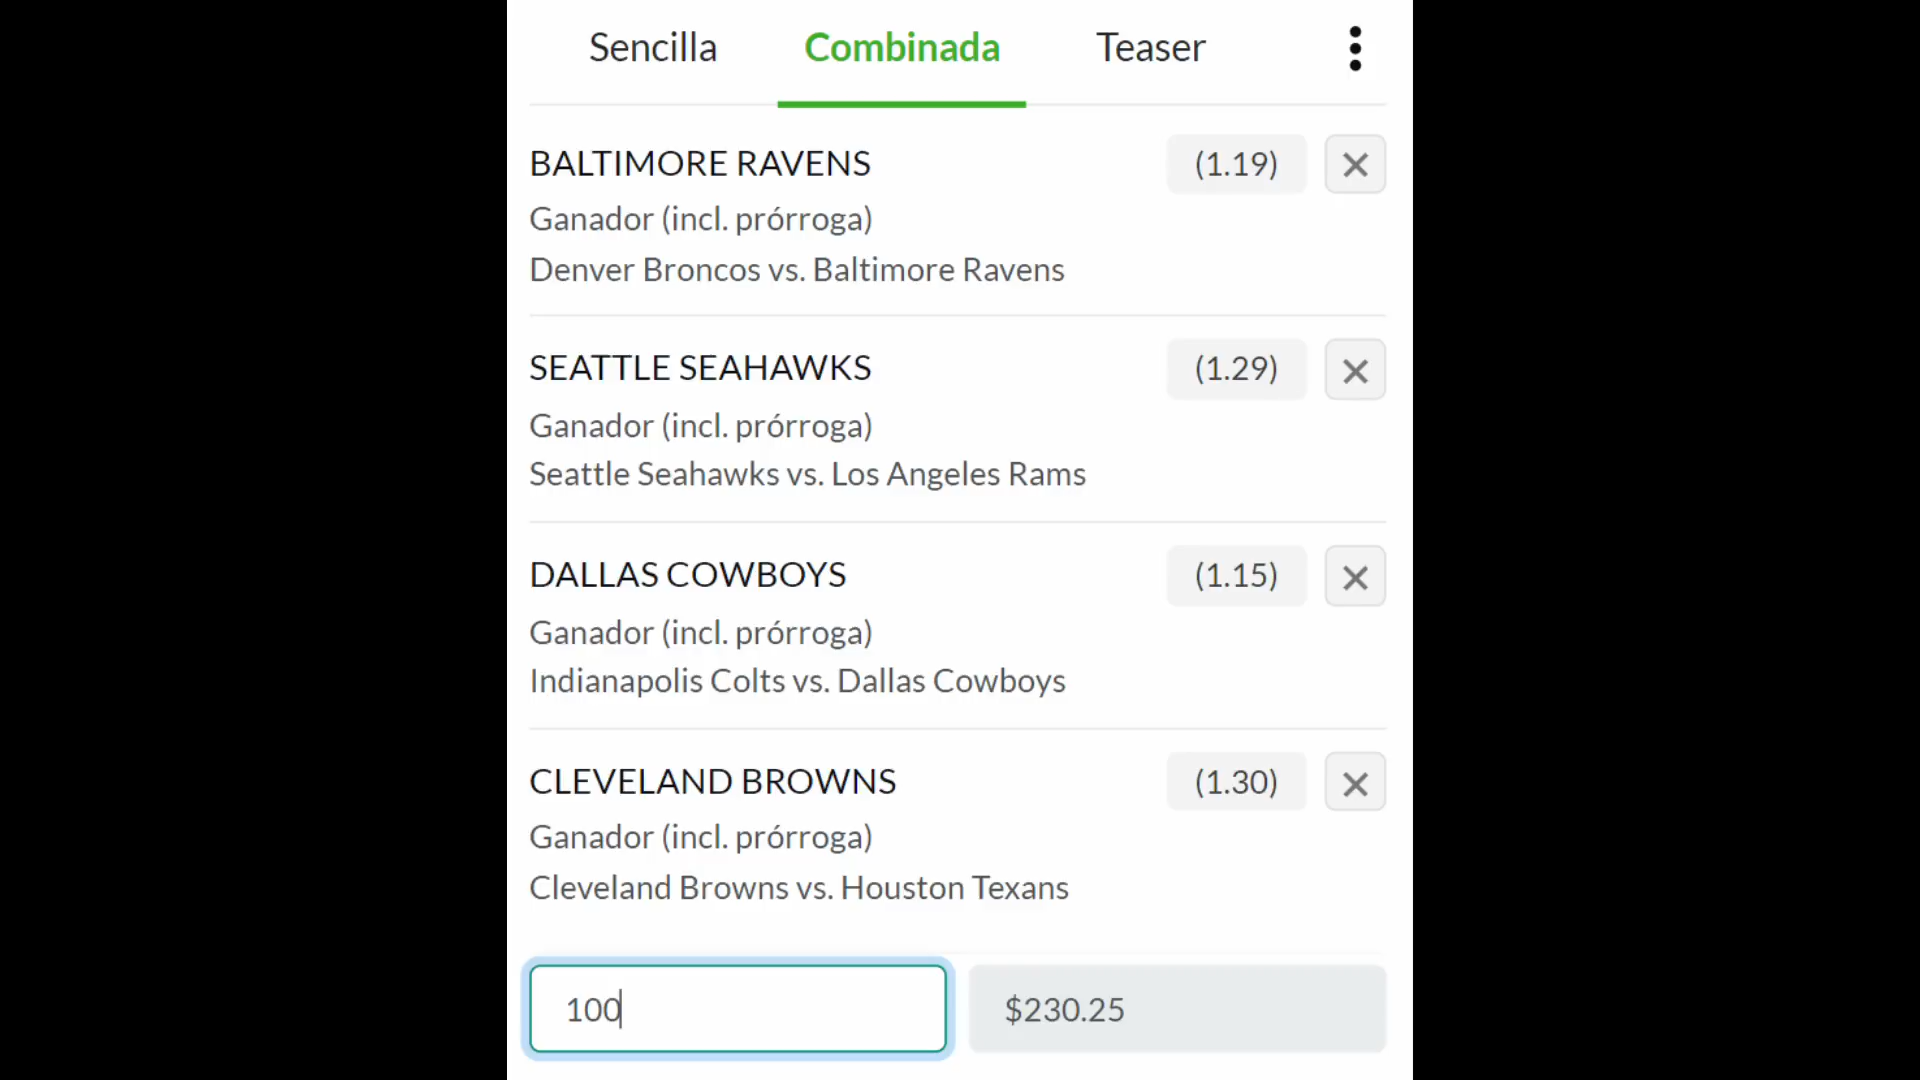 Sencilla Combinada Teaser
BALTIMORE RAVENS (1.19)
Ganador (incl. prórroga)
Denver Broncos vs. Baltimore Ravens
SEATTLE SEAHAWKS (1.29)
Ganador (incl. prórroga)
Seattle Seahawks vs. Los Angeles Rams
DALLAS COWBOYS (1.15)
Ganador (incl. prórroga)
Indianapolis Colts vs. Dallas Cowboys
CLEVELAND BROWNS (1.30)
Ganador (incl. prórroga)
Cleveland Browns vs. Houston Texans
100 $230.25